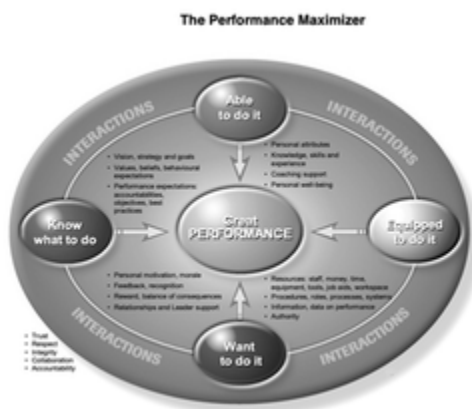 The Performance Maximizer
INTERACTIONS
INTERACTIONS
Able
to do it
• Vision, strategy and goals
• Values, beliefs, behavioural
expectations
• Performance expectations:
accountabilities,
objectives, best
practices
• Personal attributes
• Knowledge, skills and
experience
• Coaching support
• Personal well-being
Know
what to do
Great
PERFORMANCE
Equipped
to do it
• Personal motivation, morale
• Feedback, recognition
• Reward, balance of consequences
• Relationships and Leader support
• Resources: staff, money, time,
equipment, tools, job aids, workspace
• Procedures, roles, processes, systems
• Information, data on performance
• Authority
INTERACTIONS
INTERACTIONS
Want
to do it
• Trust
• Respect
• Integrity
• Collaboration
• Accountability